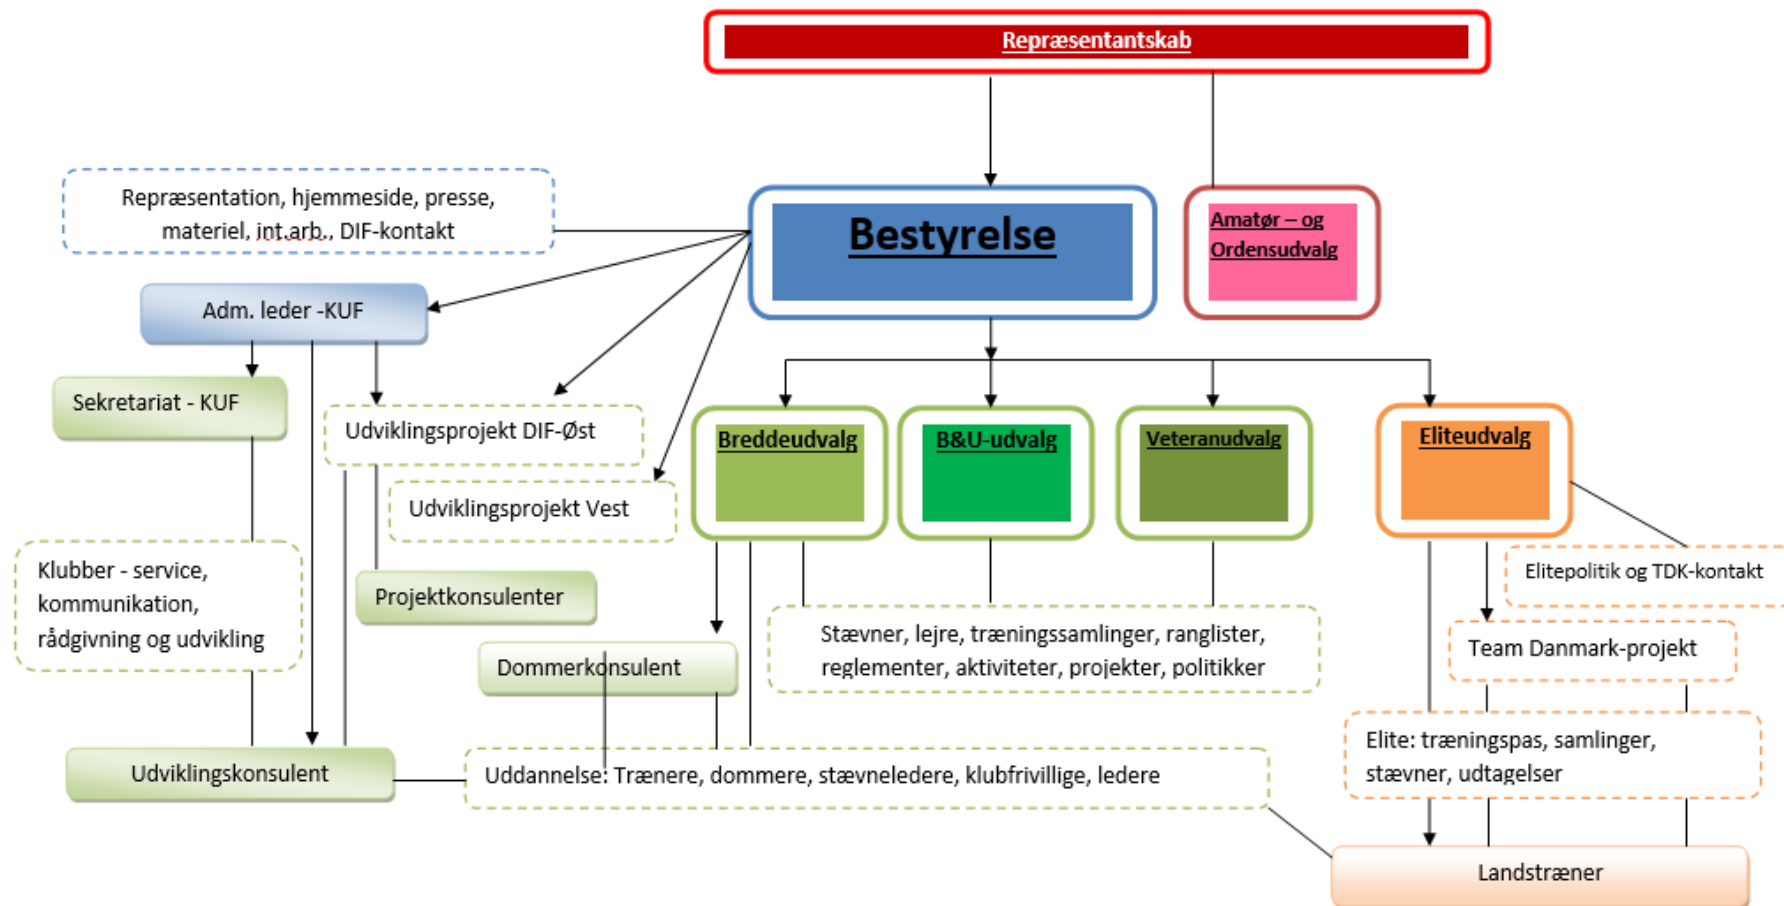 Repræsentantskab
Repræsentation, hjemmeside, presse,
materiel, int.arb., DIF-kontakt
Bestyrelse
Amatør – og
Ordensudvalg
Adm. leder -KUF
Sekretariat - KUF
Udviklingsprojekt DIF-Øst
Udviklingsprojekt Vest
Breddeudvalg
B&U-udvalg
Veteranudvalg
Eliteudvalg
Klubber - service,
kommunikation,
rådgivning og udvikling
Projektkonsulenter
Elitepolitik og TDK-kontakt
Stævner, lejre, træningssamlinger, ranglister,
reglementer, aktiviteter, projekter, politikker
Team Danmark-projekt
Dommerkonsulent
Elite: træningspas, samlinger,
stævner, udtagelser
Udviklingskonsulent
Uddannelse: Trænere, dommere, stævneledere, klubfrivillige, ledere
Landstræner